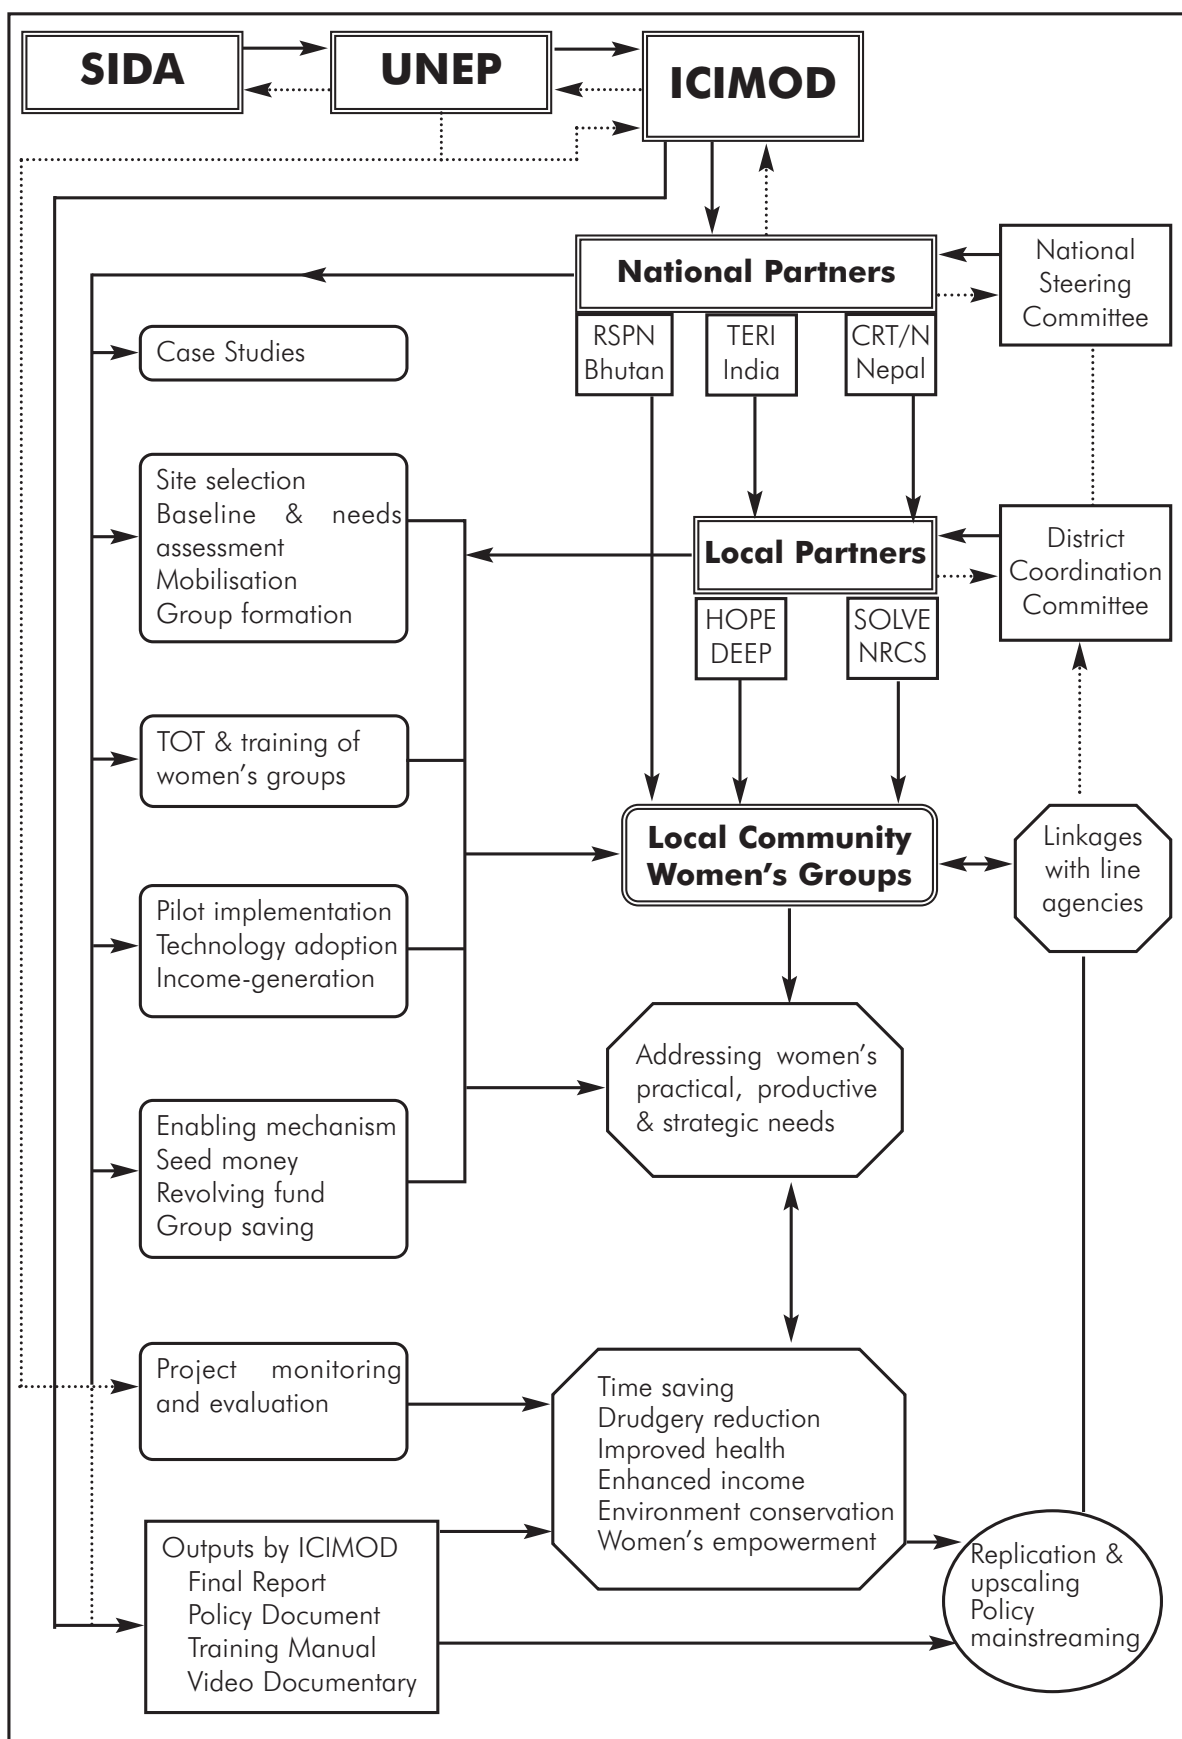 SIDA
UNEP
ICIMOD
National Partners
RSPN
Bhutan
TERI
India
CRT/N
Nepal
National
Steering
Committee
Case Studies
Site selection
Baseline & needs
assessment
Mobilisation
Group formation
Local Partners
HOPE
DEEP
SOLVE
NRCS
District
Coordination
Committee
TOT & training of
women's groups
Local Community
Women's Groups
Linkages
with line
agencies
Pilot implementation
Technology adoption
Income-generation
Addressing women's
practical, productive
& strategic needs
Enabling mechanism
Seed money
Revolving fund
Group saving
Project monitoring
and evaluation
Time saving
Drudgery reduction
Improved health
Enhanced income
Environment conservation
Women's empowerment
Outputs by ICIMOD
Final Report
Policy Document
Training Manual
Video Documentary
Replication &
upscaling
Policy
mainstreaming